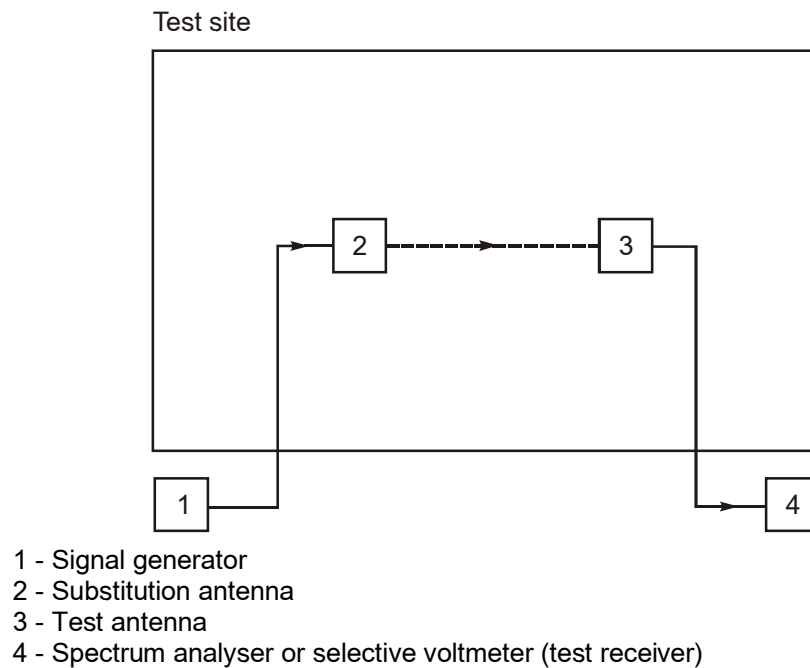 Test site
2
3
1
4
1 - Signal generator
2 - Substitution antenna
3 - Test antenna
4 - Spectrum analyser or selective voltmeter (test receiver)